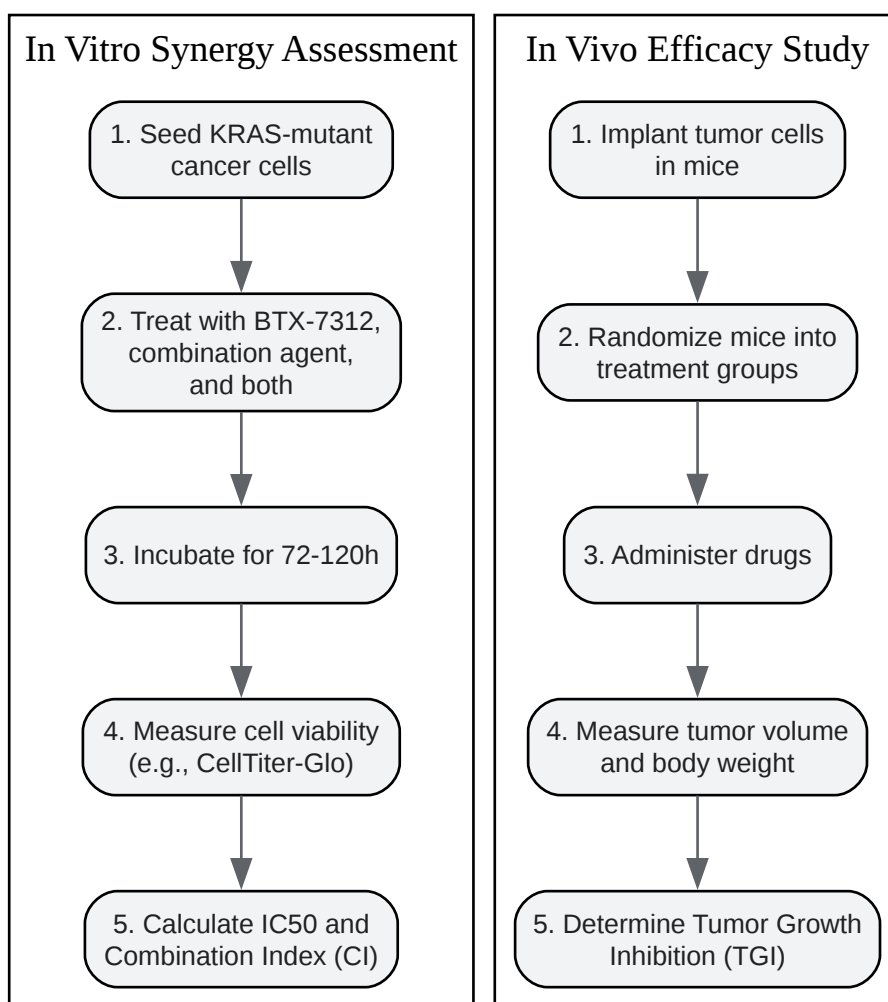 In Vitro Synergy Assessment
1. Seed KRAS-mutant
cancer cells
2. Treat with BTX-7312,
combination agent,
and both
3. Incubate for 72-120h
4. Measure cell viability
(e.g., CellTiter-Glo)
5. Calculate IC50 and
Combination Index (CI)
In Vivo Efficacy Study
1. Implant tumor cells
in mice
2. Randomize mice into
treatment groups
3. Administer drugs
4. Measure tumor volume
and body weight
5. Determine Tumor Growth
Inhibition (TGI)